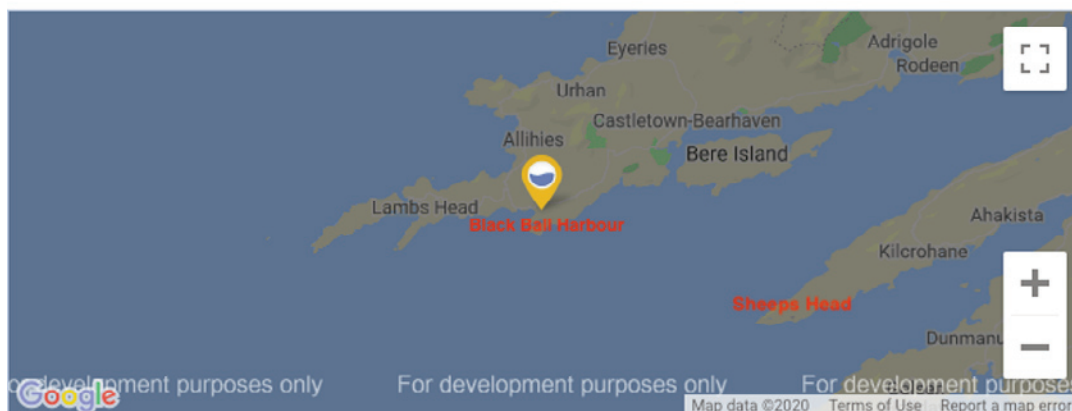 Eyeries
Adrigole
Rodeen
Urhan
Castletown-Bearhaven
Allihies
Bere Island
Lambs Head
Black Ball Harbour
Ahakista
Kilcrohane
Sheeps Head
Dunmanu
or development purposes only
For development purposes only
For development purposes
Google
Map data ©2020 Terms of Use Report a map error